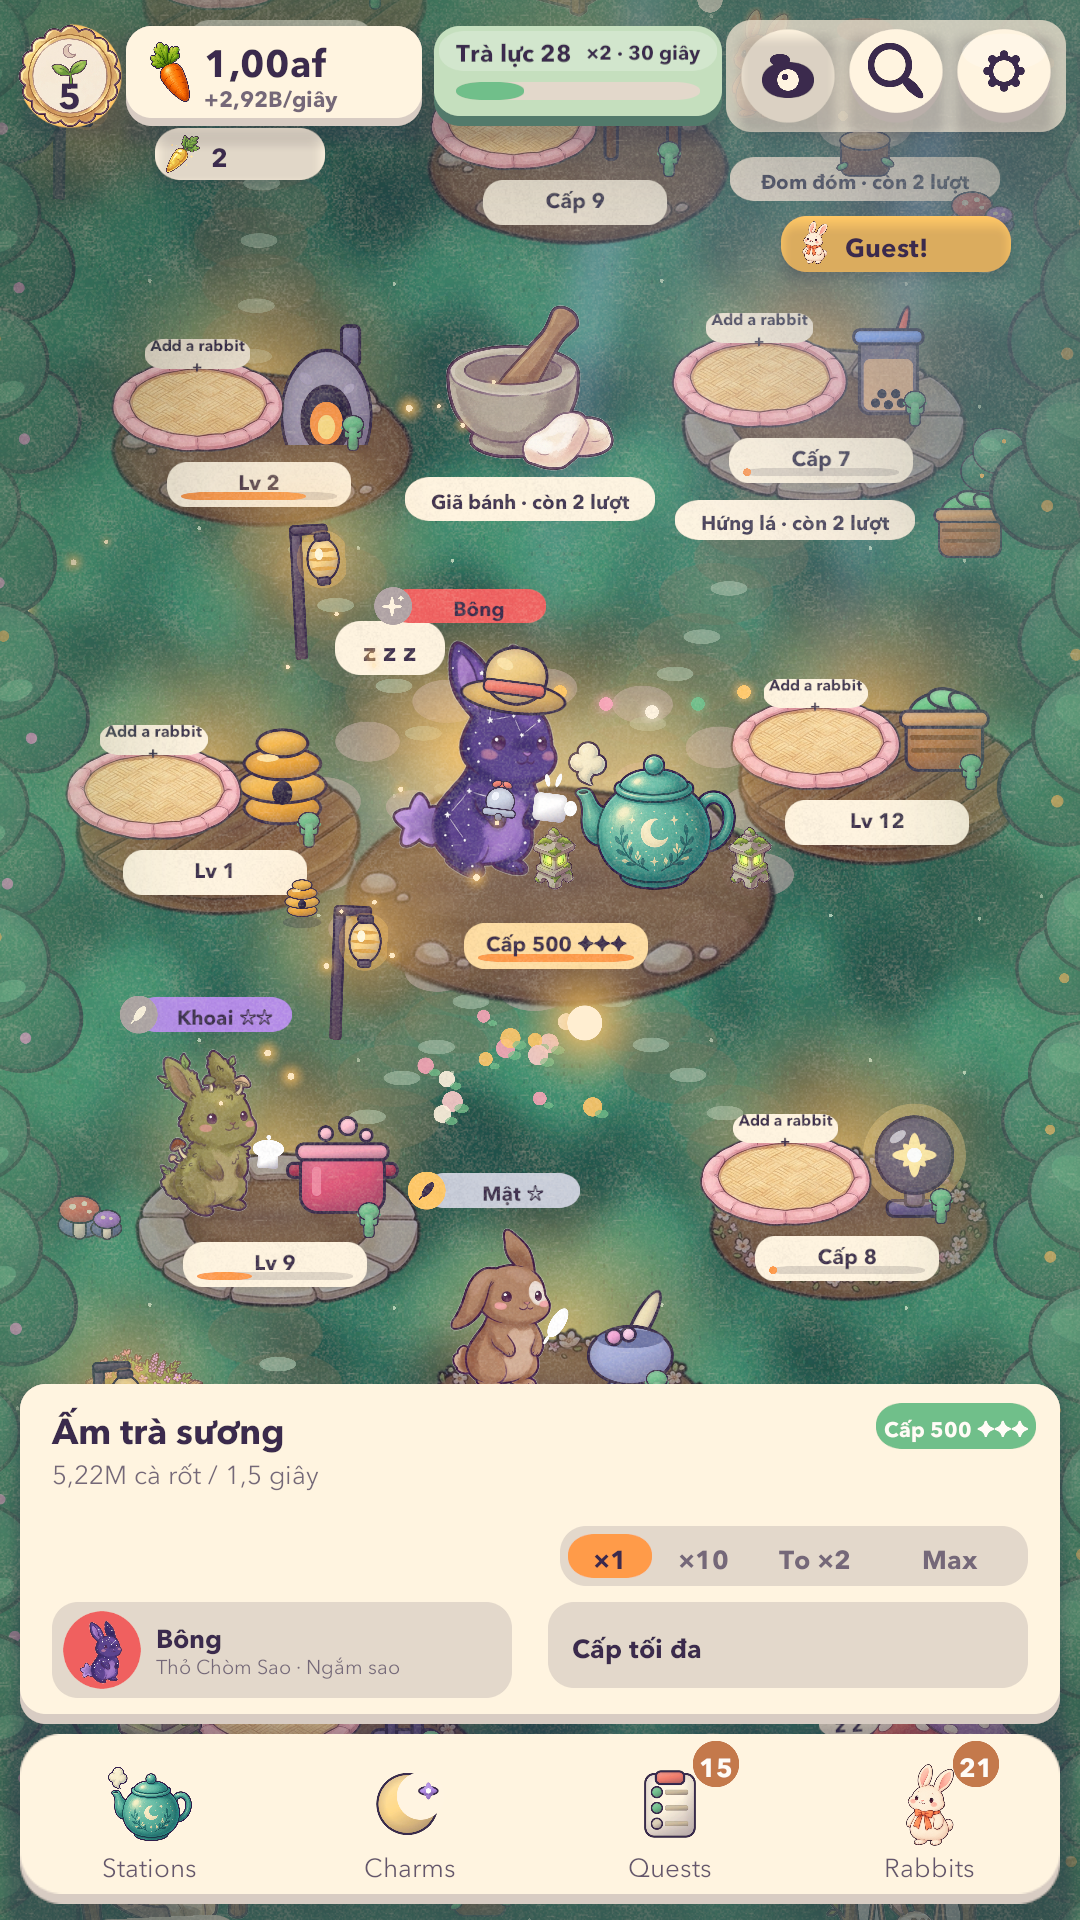 5
1,00af
+2,92B/giây
Trà lực 28 ×2 · 30 giây
2
Cấp 9
Đom đóm · còn 2 lượt
Guest!
Add a rabbit
+
Add a rabbit
+
Lv 2
Cấp 7
Giã bánh · còn 2 lượt
Hứng lá · còn 2 lượt
Bông
z z z
Add a rabbit
+
Add a rabbit
+
Lv 12
Lv 1
Cấp 500 ✦✦✦
Khoai ☆☆
Add a rabbit
+
Mật ☆
Lv 9
Cấp 8
Ấm trà sương
Cấp 500 ✦✦✦
5,22M cà rốt / 1,5 giây
×1 ×10 To ×2 Max
Bông
Thỏ Chòm Sao · Ngắm sao
Cấp tối đa
z z
15
21
Stations
Charms
Quests
Rabbits